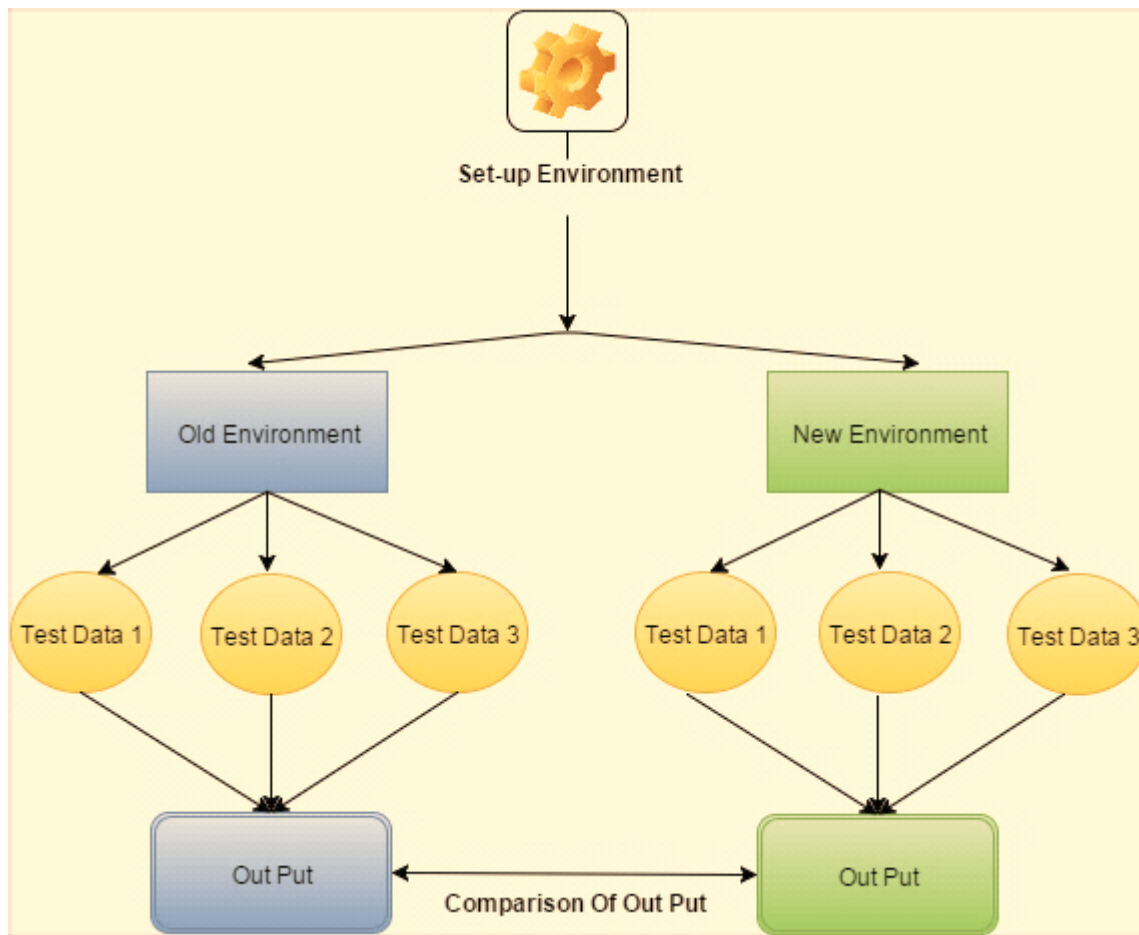 Set-up Environment
Old Environment
New Environment
Test Data 1
Test Data 2
Test Data 3
Test Data 1
Test Data 2
Test Data 3
Out Put
Out Put
Comparison Of Out Put